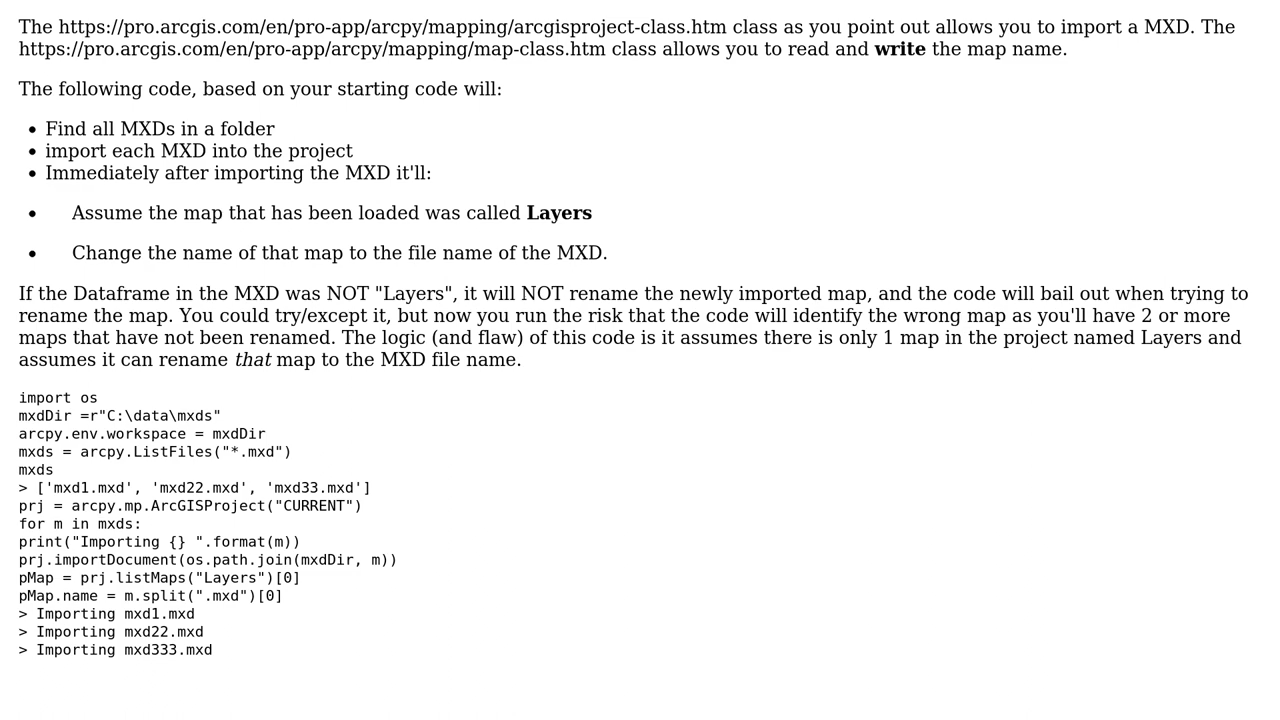 The https://pro.arcgis.com/en/pro-app/arcpy/mapping/arcgisproject-class.htm class as you point out allows you to import a MXD. The
https://pro.arcgis.com/en/pro-app/arcpy/mapping/map-class.htm class allows you to read and write the map name.
The following code, based on your starting code will:
• Find all MXDs in a folder
• import each MXD into the project
• Immediately after importing the MXD it'll:
• Assume the map that has been loaded was called Layers
• Change the name of that map to the file name of the MXD.
If the Dataframe in the MXD was NOT "Layers", it will NOT rename the newly imported map, and the code will bail out when trying to
rename the map. You could try/except it, but now you run the risk that the code will identify the wrong map as you'll have 2 or more
maps that have not been renamed. The logic (and flaw) of this code is it assumes there is only 1 map in the project named Layers and
assumes it can rename that map to the MXD file name.
import os
mxdDir =r"C:\data\mxds"
arcpy.env.workspace = mxdDir
mxds = arcpy.ListFiles("*.mxd")
mxds
> ['mxd1.mxd', 'mxd22.mxd', 'mxd33.mxd']
prj = arcpy.mp.ArcGISProject("CURRENT")
for m in mxds:
print("Importing {} ".format(m))
prj.importDocument(os.path.join(mxdDir, m))
pMap = prj.listMaps("Layers")[0]
pMap.name = m.split(".mxd")[0]
> Importing mxd1.mxd
> Importing mxd22.mxd
> Importing mxd333.mxd